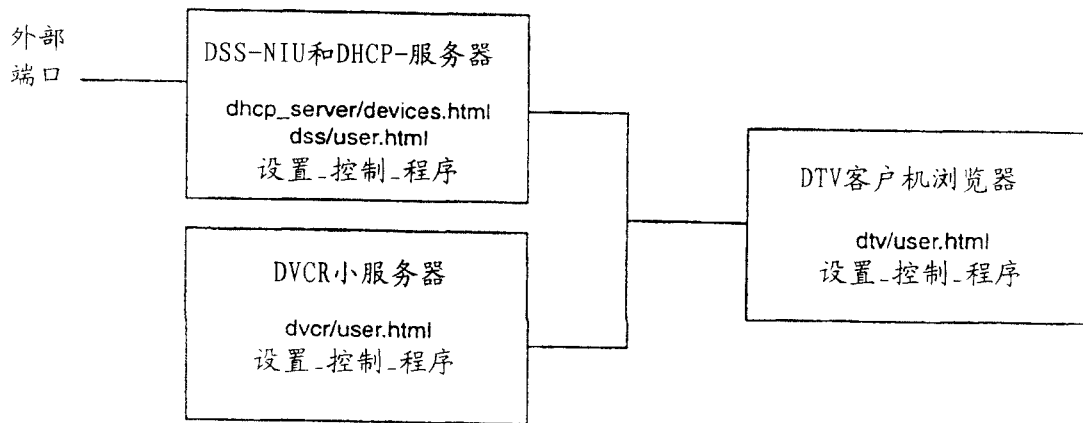 外部
端口
DSS-NIU和DHCP-服务器
dhcp_server/devices.html
dss/user.html
设置_控制_程序
DVCR小服务器
dvcr/user.html
设置_控制_程序
DTV客户机浏览器
dtv/user.html
设置_控制_程序